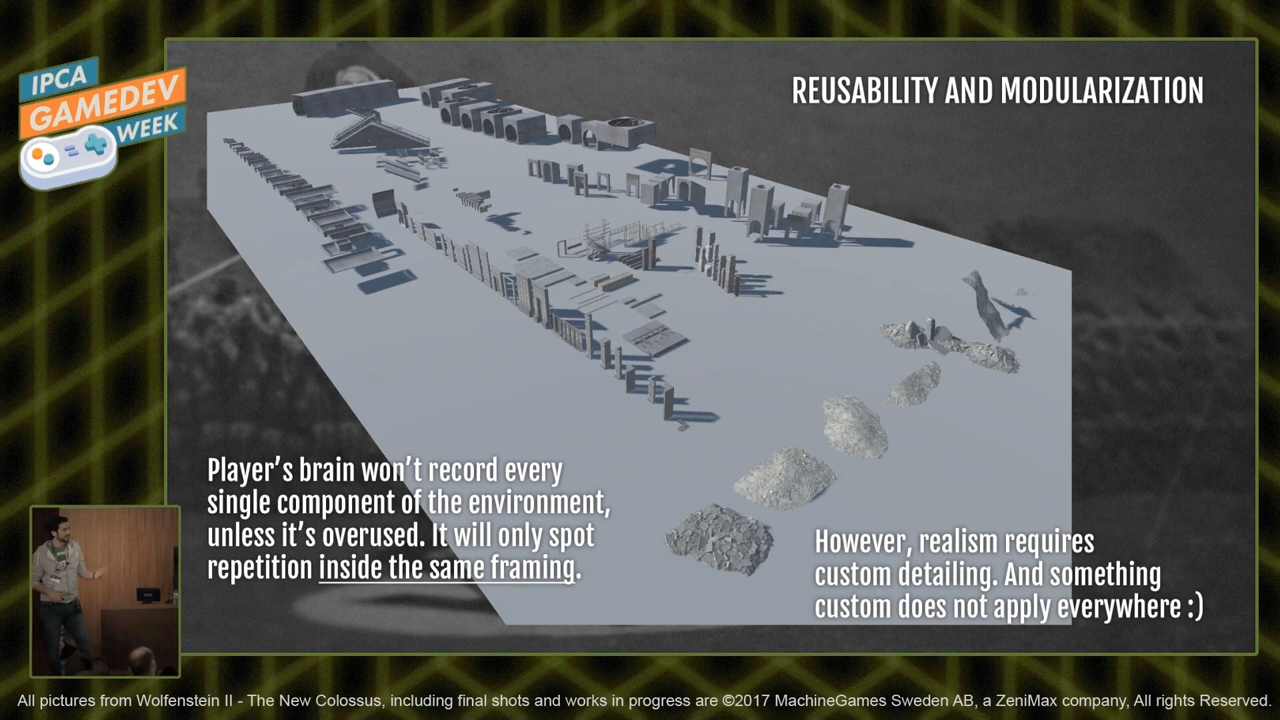 IPCA
GAMEDEV
WEEK
REUSABILITY AND MODULARIZATION
Player's brain won't record every
single component of the environment,
unless it's overused. It will only spot
repetition inside the same framing.
However, realism requires
custom detailing. And something
custom does not apply everywhere :)
All pictures from Wolfenstein II - The New Colossus, including final shots and works in progress are ©2017 MachineGames Sweden AB, a ZeniMax company, All rights Reserved.